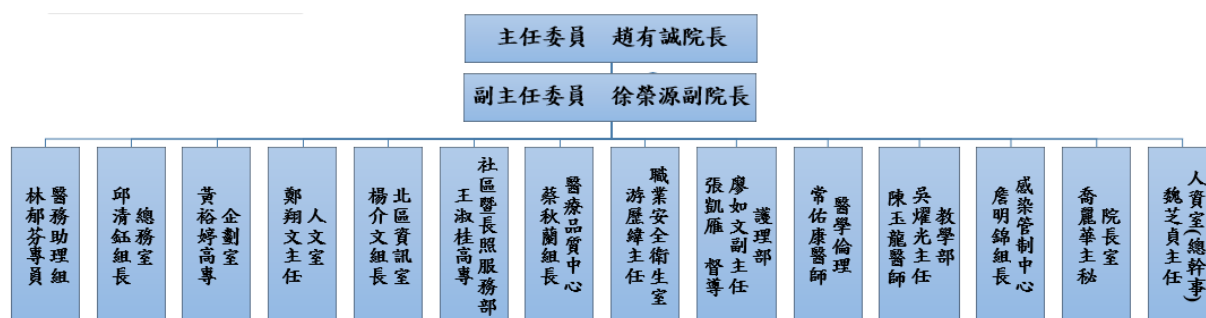 主任委員　趙有誠院長
副主任委員　徐榮源副院長
醫務助理組
林郁芬專員
總務室
邱清鈺組長
企劃室
黃裕婷高專
人文室
鄭翔文主任
北區資訊室
楊介文組長
社區暨長照服務部
王淑桂高專
醫療品質中心
蔡秋蘭組長
職業安全衛生室
游歷緯主任
護理部
廖如文副主任
張凱雁　督導
醫學倫理
常佑康醫師
教學部
吳燿光主任
陳玉龍醫師
感染管制中心
詹明錦組長
院長室
喬麗華主秘
人資室(總幹事)
魏芝貞主任